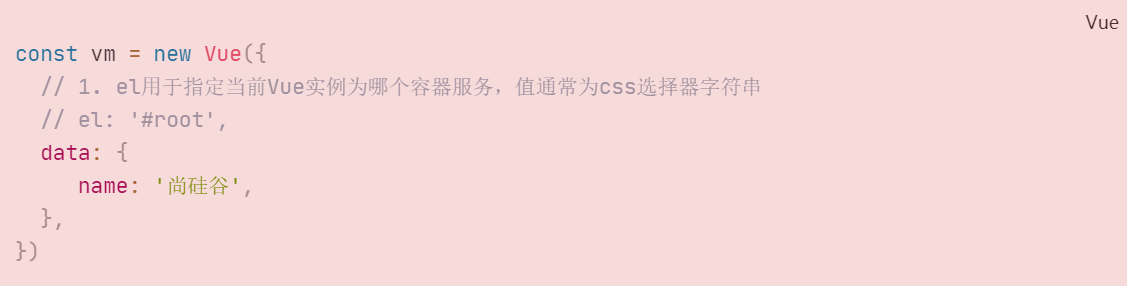 Vue
const vm = new Vue({
  // 1. el用于指定当前Vue实例为哪个容器服务，值通常为css选择器字符串
  // el: '#root',
  data: {
     name: '尚硅谷',
  },
})